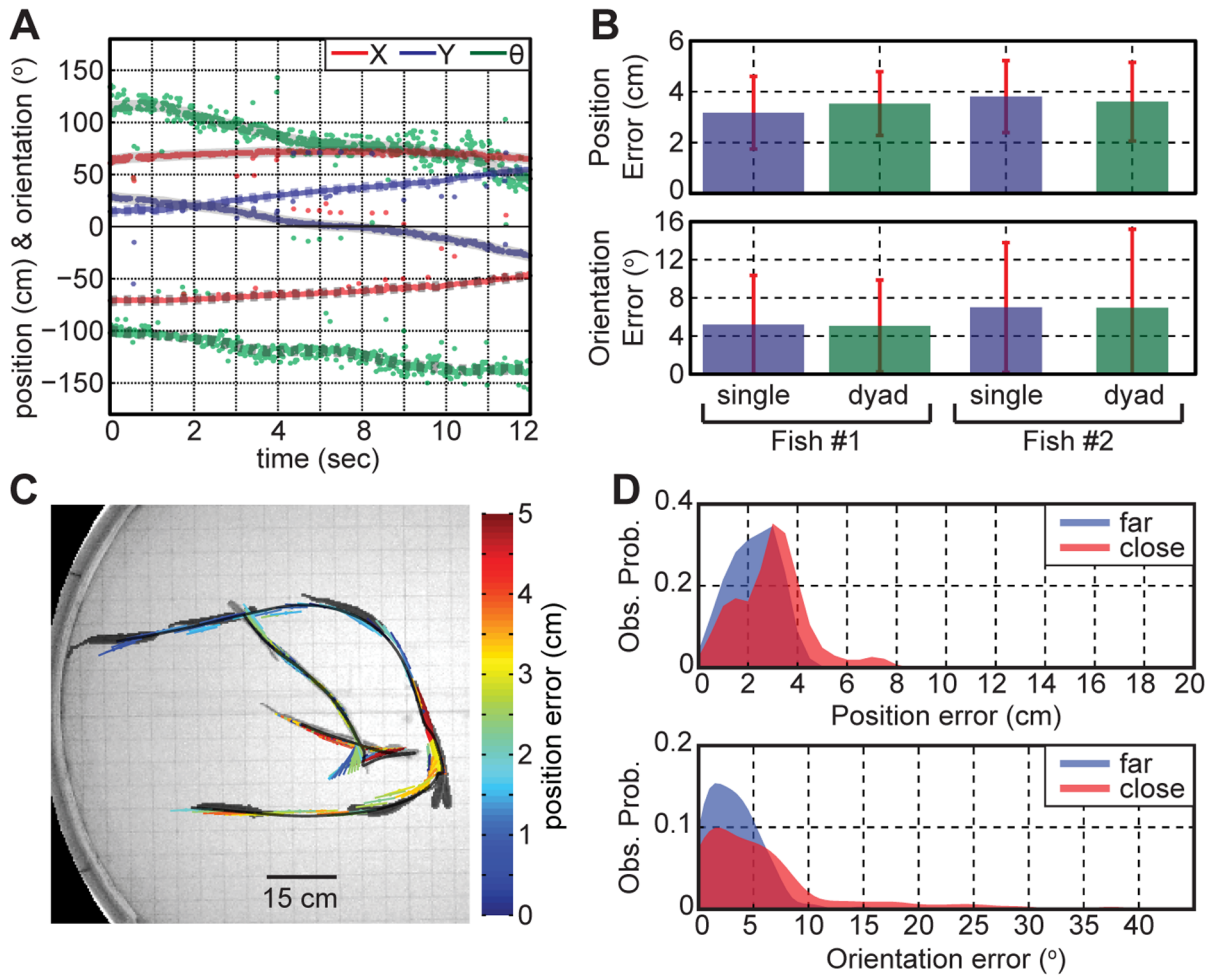 A
X Y θ
position (cm) & orientation (°)
150
100
50
0
−50
−100
−150
0 2 4 6 8 10 12
time (sec)
B
Position
Error (cm)
6
4
2
0
Orientation
Error (°)
16
12
8
4
0
single dyad single dyad
Fish #1 Fish #2
C
15 cm
5
4
3
2
1
0
position error (cm)
D
Obs. Prob.
0.4
0.2
0
far
close
0 2 4 6 8 10 12 14 16 18 20
Position error (cm)
Obs. Prob.
0.2
0.1
0
far
close
0 5 10 15 20 25 30 35 40
Orientation error (°)